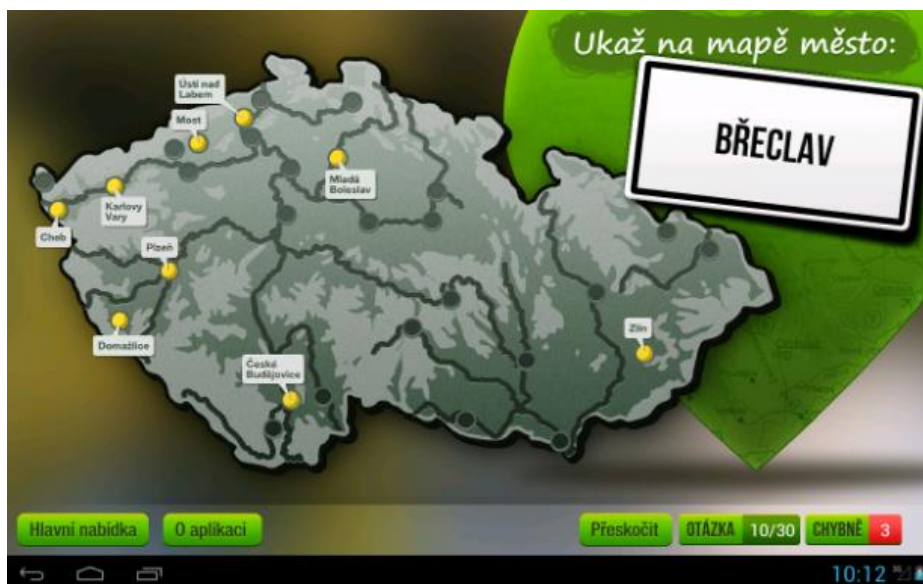 Ukaž na mapě město:
BŘECLAV
Ústí nad
Labem
Most
Mladá
Boleslav
Karlovy
Vary
Cheb
Plzeň
Domažlice
České
Budějovice
Zlín
Hlavní nabídka
O aplikaci
Přeskočit
OTÁZKA 10/30
CHYBNĚ 3
10:12